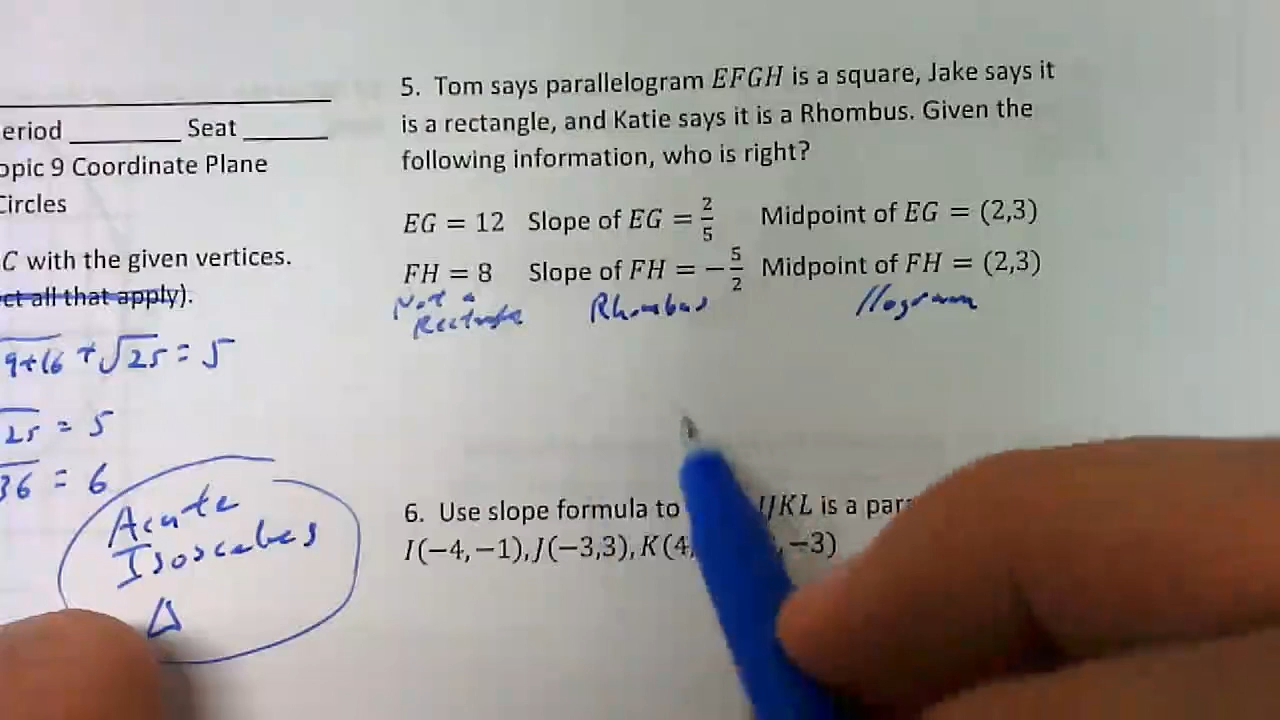 eriod ________ Seat ______
opic 9 Coordinate Plane
Circles
C with the given vertices.
ct all that apply).
9+16 + √25 = 5
25 = 5
36 = 6
Acute
Isosceles
Δ
5. Tom says parallelogram EFGH is a square, Jake says it
is a rectangle, and Katie says it is a Rhombus. Given the
following information, who is right?
EG = 12 Slope of EG = 2/5 Midpoint of EG = (2,3)
FH = 8 Slope of FH = −5/2 Midpoint of FH = (2,3)
Not a
Rectangle Rhombus //ogram
6. Use slope formula to IJKL is a par
I(−4,−1), J(−3,3), K(4, , −3)